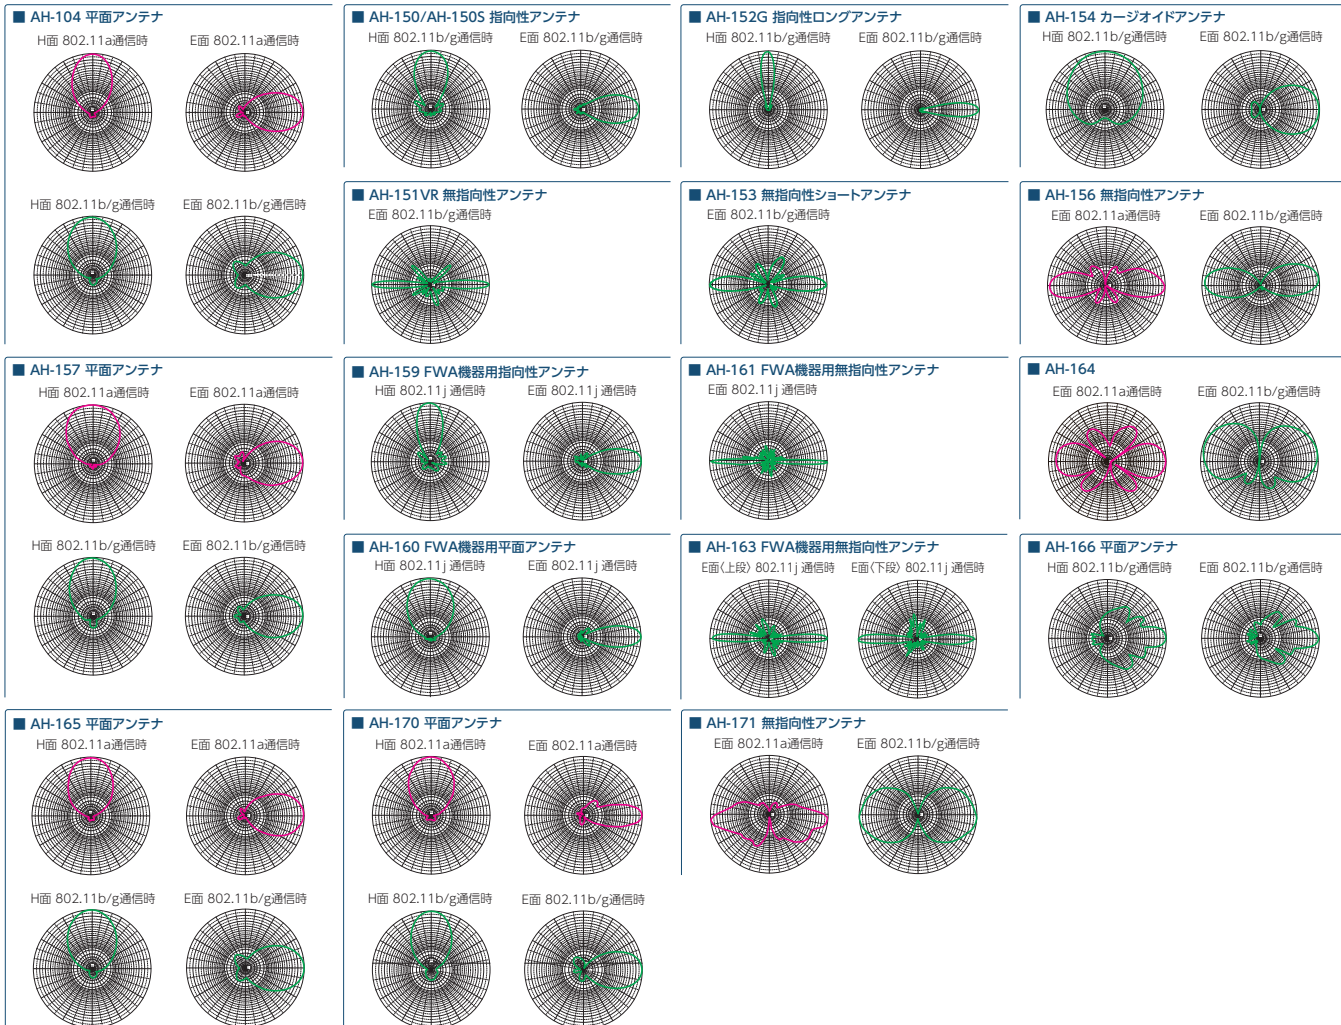 ■ AH-104 平面アンテナ
H面 802.11a通信時 E面 802.11a通信時
H面 802.11b/g通信時 E面 802.11b/g通信時
■ AH-150/AH-150S 指向性アンテナ
H面 802.11b/g通信時 E面 802.11b/g通信時
■ AH-152G 指向性ロングアンテナ
H面 802.11b/g通信時 E面 802.11b/g通信時
■ AH-154 カージオイドアンテナ
H面 802.11b/g通信時 E面 802.11b/g通信時
■ AH-151VR 無指向性アンテナ
E面 802.11b/g通信時
■ AH-153 無指向性ショートアンテナ
E面 802.11b/g通信時
■ AH-156 無指向性アンテナ
E面 802.11a通信時 E面 802.11b/g通信時
■ AH-157 平面アンテナ
H面 802.11a通信時 E面 802.11a通信時
H面 802.11b/g通信時 E面 802.11b/g通信時
■ AH-159 FWA機器用指向性アンテナ
H面 802.11j 通信時 E面 802.11j 通信時
■ AH-161 FWA機器用無指向性アンテナ
E面 802.11j 通信時
■ AH-164
E面 802.11a通信時 E面 802.11b/g通信時
■ AH-160 FWA機器用平面アンテナ
H面 802.11j 通信時 E面 802.11j 通信時
■ AH-163 FWA機器用無指向性アンテナ
E面〈上段〉 802.11j 通信時 E面〈下段〉 802.11j 通信時
■ AH-166 平面アンテナ
H面 802.11b/g通信時 E面 802.11b/g通信時
■ AH-165 平面アンテナ
H面 802.11a通信時 E面 802.11a通信時
H面 802.11b/g通信時 E面 802.11b/g通信時
■ AH-170 平面アンテナ
H面 802.11a通信時 E面 802.11a通信時
H面 802.11b/g通信時 E面 802.11b/g通信時
■ AH-171 無指向性アンテナ
E面 802.11a通信時 E面 802.11b/g通信時